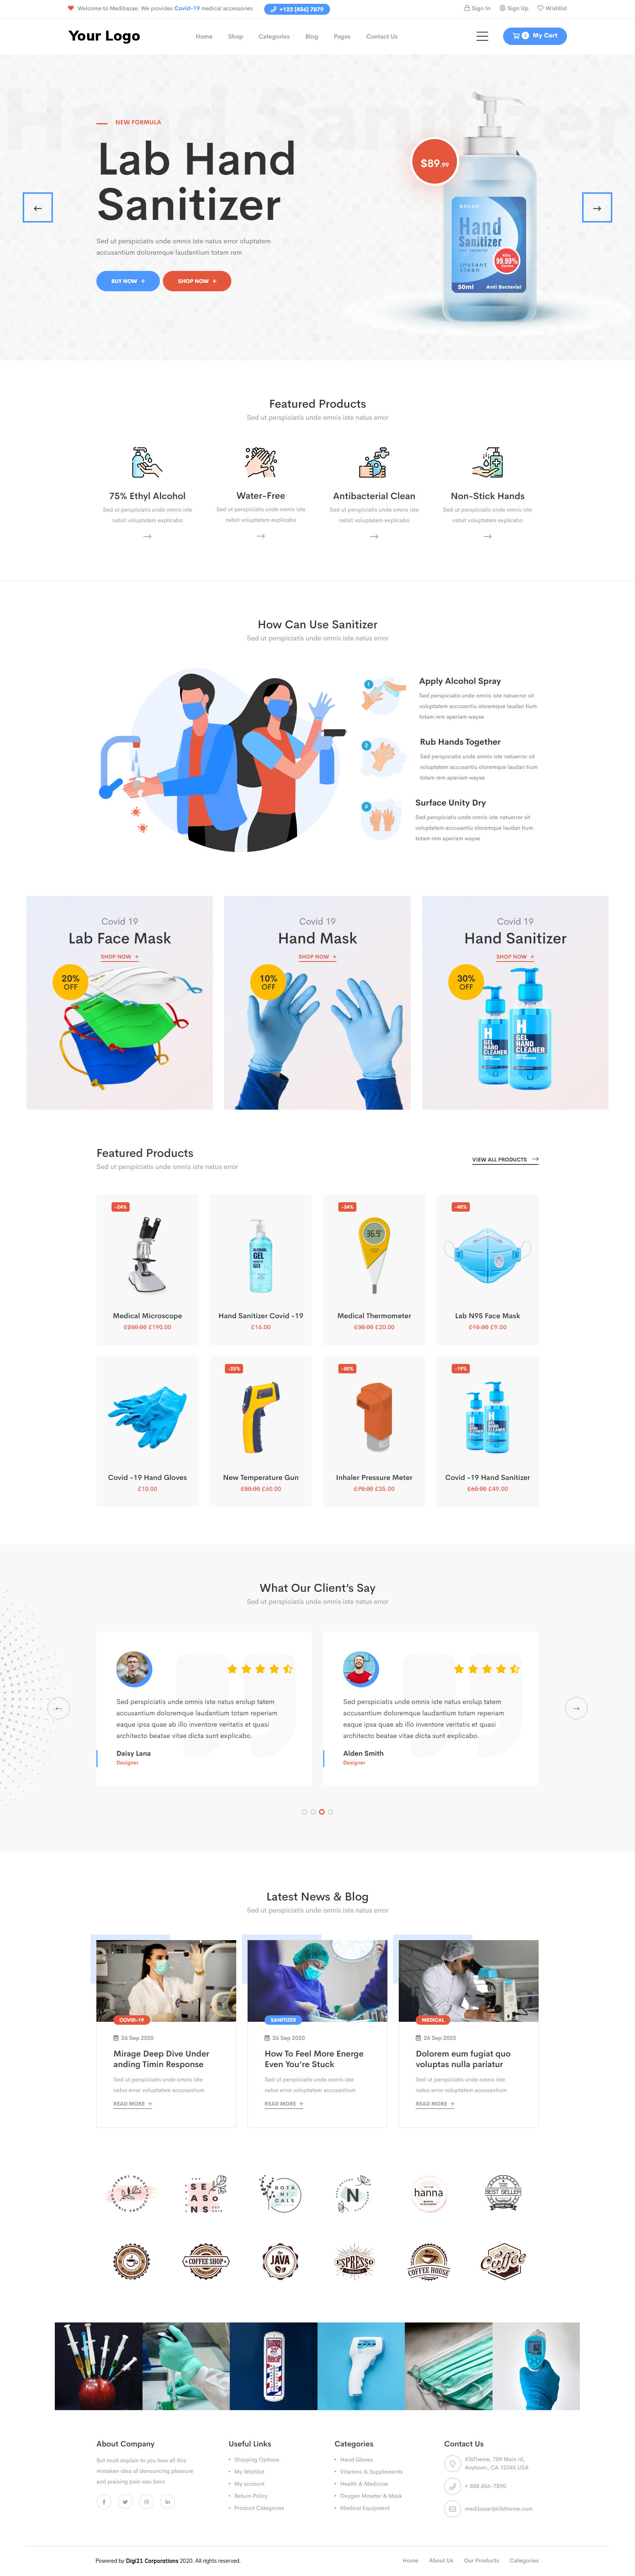 Welcome to Medibazae. We provides Covid-19 medical accessories
+123 (456) 7879
Sign In
Sign Up
Wishlist
Your Logo
Home
Shop
Categories
Blog
Pages
Contact Us
0
My Cart
Hand Sanitizer
NEW FORMULA
Lab Hand
Sanitizer
Sed ut perspiciatis unde omnis iste natus error oluptatem
accusantium doloremque laudantium totam rem
BUY NOW +
SHOP NOW +
$89.99
BRAND
Hand
Sanitizer
instant
clean
99.99%
50ml
Anti Bacterial
Featured Products
Sed ut perspiciatis unde omnis iste natus error
75% Ethyl Alcohol
Sed ut perspiciatis unde omnis iste
natsit voluptatem explicabo
Water-Free
Sed ut perspiciatis unde omnis iste
natsit voluptatem explicabo
Antibacterial Clean
Sed ut perspiciatis unde omnis iste
natsit voluptatem explicabo
Non-Stick Hands
Sed ut perspiciatis unde omnis iste
natsit voluptatem explicabo
How Can Use Sanitizer
Sed ut perspiciatis unde omnis iste natus error
1
Apply Alcohol Spray
Sed perspiciatis unde omnis iste natuerror sit
voluptatem accusantiu oloremque laudan tium
totam rem aperiam wayse
2
Rub Hands Together
Sed perspiciatis unde omnis iste natuerror sit
voluptatem accusantiu oloremque laudan tium
totam rem aperiam wayse
3
Surface Unity Dry
Sed perspiciatis unde omnis iste natuerror sit
voluptatem accusantiu oloremque laudan tium
totam rem aperiam wayse
Covid 19
Lab Face Mask
SHOP NOW +
20%
OFF
Covid 19
Hand Mask
SHOP NOW +
10%
OFF
Covid 19
Hand Sanitizer
SHOP NOW +
30%
OFF
H
GEL
HAND
CLEANER
H
GEL
HAND
CLEANER
Featured Products
Sed ut perspiciatis unde omnis iste natus error
VIEW ALL PRODUCTS
-24%
Medical Microscope
£250.00 £190.00
ALCOHOL
GEL
Hand Sanitizer Covid -19
£16.00
-34%
36.9°
Medical Thermometer
£30.00 £20.00
-40%
Lab N95 Face Mask
£15.00 £9.00
Covid -19 Hand Gloves
£10.00
-25%
New Temperature Gun
£80.00 £60.00
-50%
Inhaler Pressure Meter
£70.00 £35.00
-19%
Covid -19 Hand Sanitizer
£60.00 £49.00
What Our Client's Say
Sed ut perspiciatis unde omnis iste natus error
Sed perspiciatis unde omnis iste natus erolup tatem
accusantium doloremque laudantium totam reperiam
eaque ipsa quae ab illo inventore veritatis et quasi
architecto beatae vitae dicta sunt explicabo.
Daisy Lana
Designer
Sed perspiciatis unde omnis iste natus erolup tatem
accusantium doloremque laudantium totam reperiam
eaque ipsa quae ab illo inventore veritatis et quasi
architecto beatae vitae dicta sunt explicabo.
Alden Smith
Designer
Latest News & Blog
Sed ut perspiciatis unde omnis iste natus error
COVID-19
26 Sep 2020
Mirage Deep Dive Under
anding Timin Response
Sed ut perspiciatis unde omnis iste
natus error voluptatem accusantium
READ MORE +
SANITIZER
26 Sep 2020
How To Feel More Energe
Even You're Stuck
Sed ut perspiciatis unde omnis iste
natus error voluptatem accusantium
READ MORE +
MEDICAL
26 Sep 2020
Dolorem eum fugiat quo
voluptas nulla pariatur
Sed ut perspiciatis unde omnis iste
natus error voluptatem accusantium
READ MORE +
THE
SEASONS
BOTANICALS
N
hanna
BEST SELLER
COFFEE SHOP
JAVA
ESPRESSO
COFFEE HOUSE
Coffee
SHOP
About Company
But must explain to you how all this
mistaken idea of denouncing pleasure
and praising pain was born
Useful Links
Shipping Options
My Wishlist
My account
Return Policy
Product Categories
Categories
Hand Gloves
Vitamins & Supplements
Health & Medicine
Oxygen Mmeter & Mask
Medical Equipment
Contact Us
KibTheme, 789 Main rd,
Anytown, CA 12345 USA
+ 888 456-7890
medibazar@kibtheme.com
Powered by Digi21 Corporations 2020. All rights reserved.
Home
About Us
Our Products
Categories